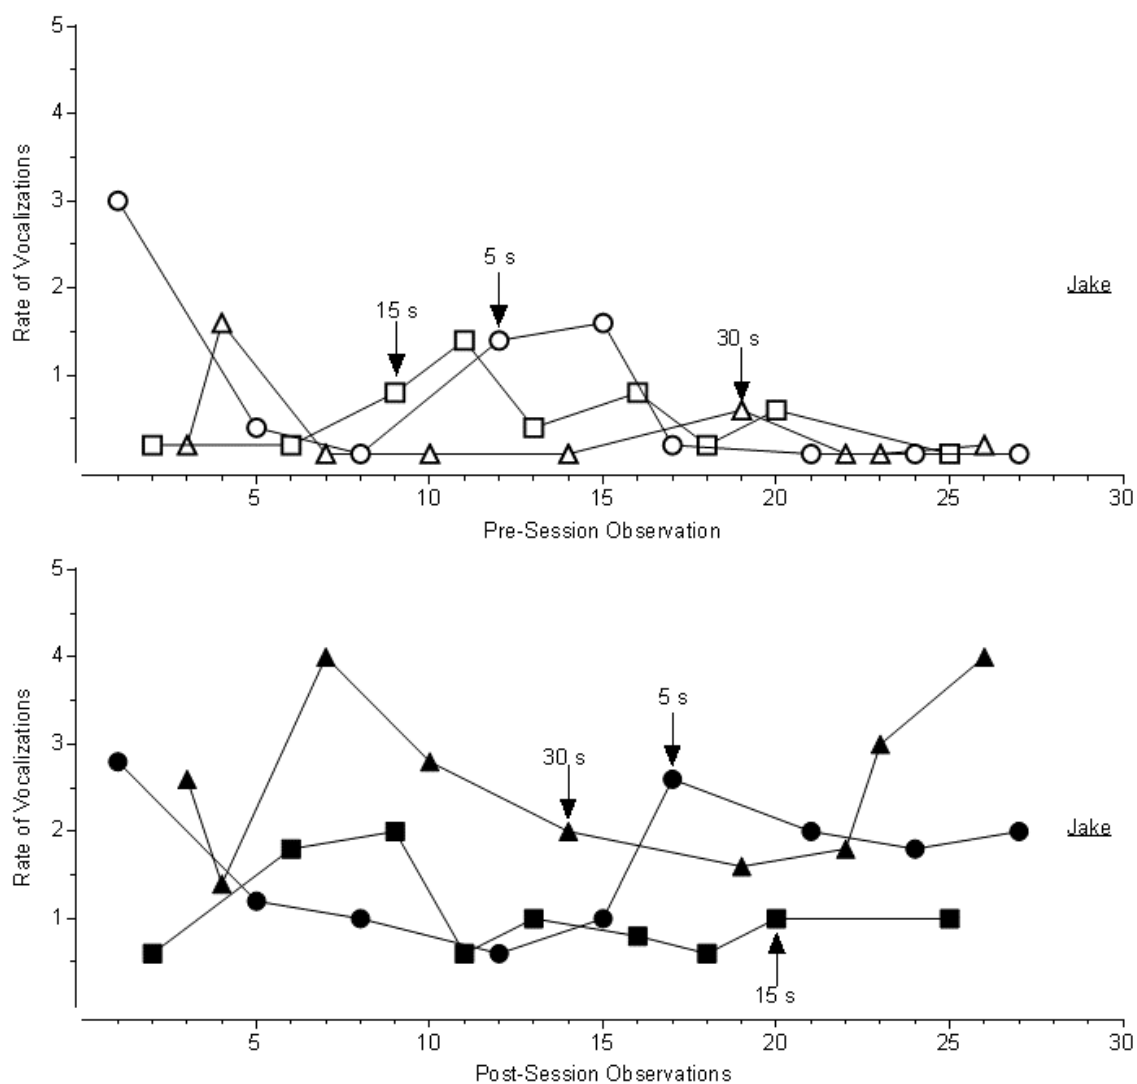 5
4
3
2
1
Rate of Vocalizations
15 s
5 s
30 s
Jake
5
10
15
20
25
30
Pre-Session Observation
5
4
3
2
1
Rate of Vocalizations
30 s
5 s
15 s
Jake
5
10
15
20
25
30
Post-Session Observations